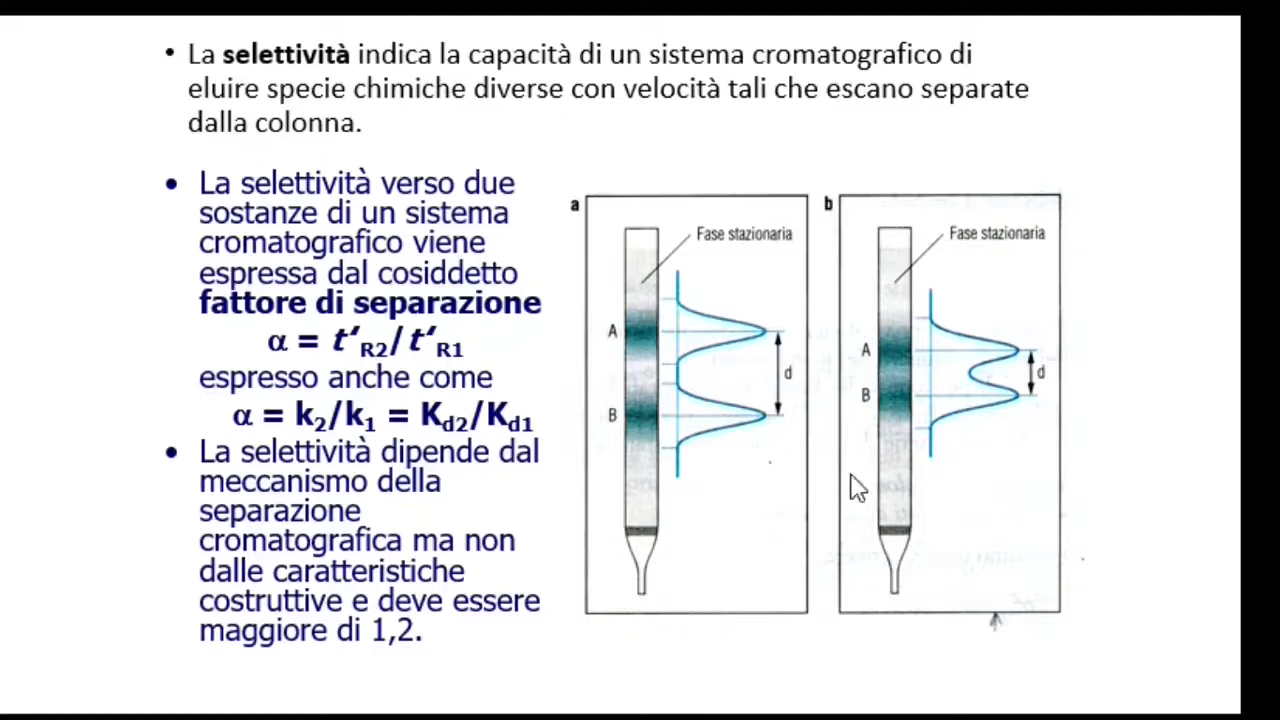 • La selettività indica la capacità di un sistema cromatografico di
eluire specie chimiche diverse con velocità tali che escano separate
dalla colonna.
• La selettività verso due
sostanze di un sistema
cromatografico viene
espressa dal cosiddetto
fattore di separazione
α = t‘R2/t‘R1
espresso anche come
α = k2/k1 = Kd2/Kd1
• La selettività dipende dal
meccanismo della
separazione
cromatografica ma non
dalle caratteristiche
costruttive e deve essere
maggiore di 1,2.
a
Fase stazionaria
A
d
B
b
Fase stazionaria
A
d
B